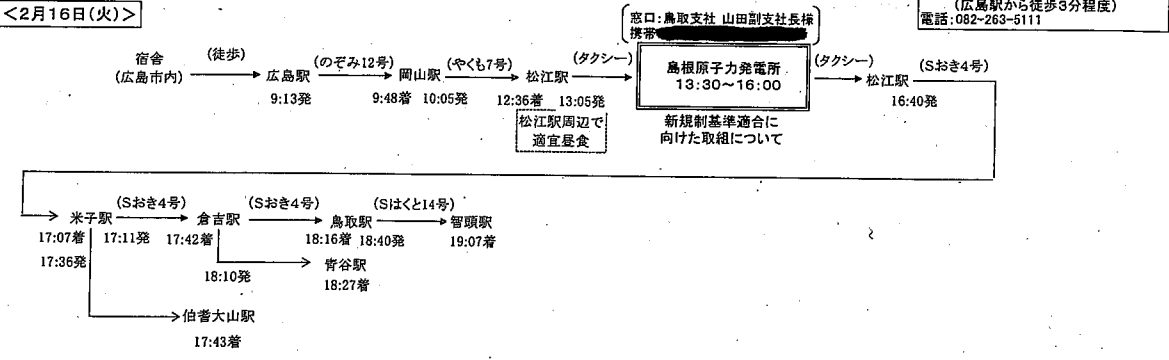 (広島駅から徒歩3分程度)
電話:082-263-5111
<2月16日(火)>
窓口:鳥取支社 山田副支社長様
携帯
宿舎 (徒歩) 広島駅 (のぞみ12号) 岡山駅 (やくも7号) 松江駅 (タクシー) 島根原子力発電所 (タクシー) 松江駅 (Sおき4号)
(広島市内) 9:13発 9:48着 10:05発 12:36着 13:05発 13:30~16:00 16:40発
松江駅周辺で
適宜昼食
新規制基準適合に
向けた取組について
米子駅 (Sおき4号) 倉吉駅 (Sおき4号) 鳥取駅 (Sはくと14号) 智頭駅
17:07着 17:11発 17:42着 18:16着 18:40発 19:07着
17:36発 18:10発 青谷駅
18:27着
伯耆大山駅
17:43着